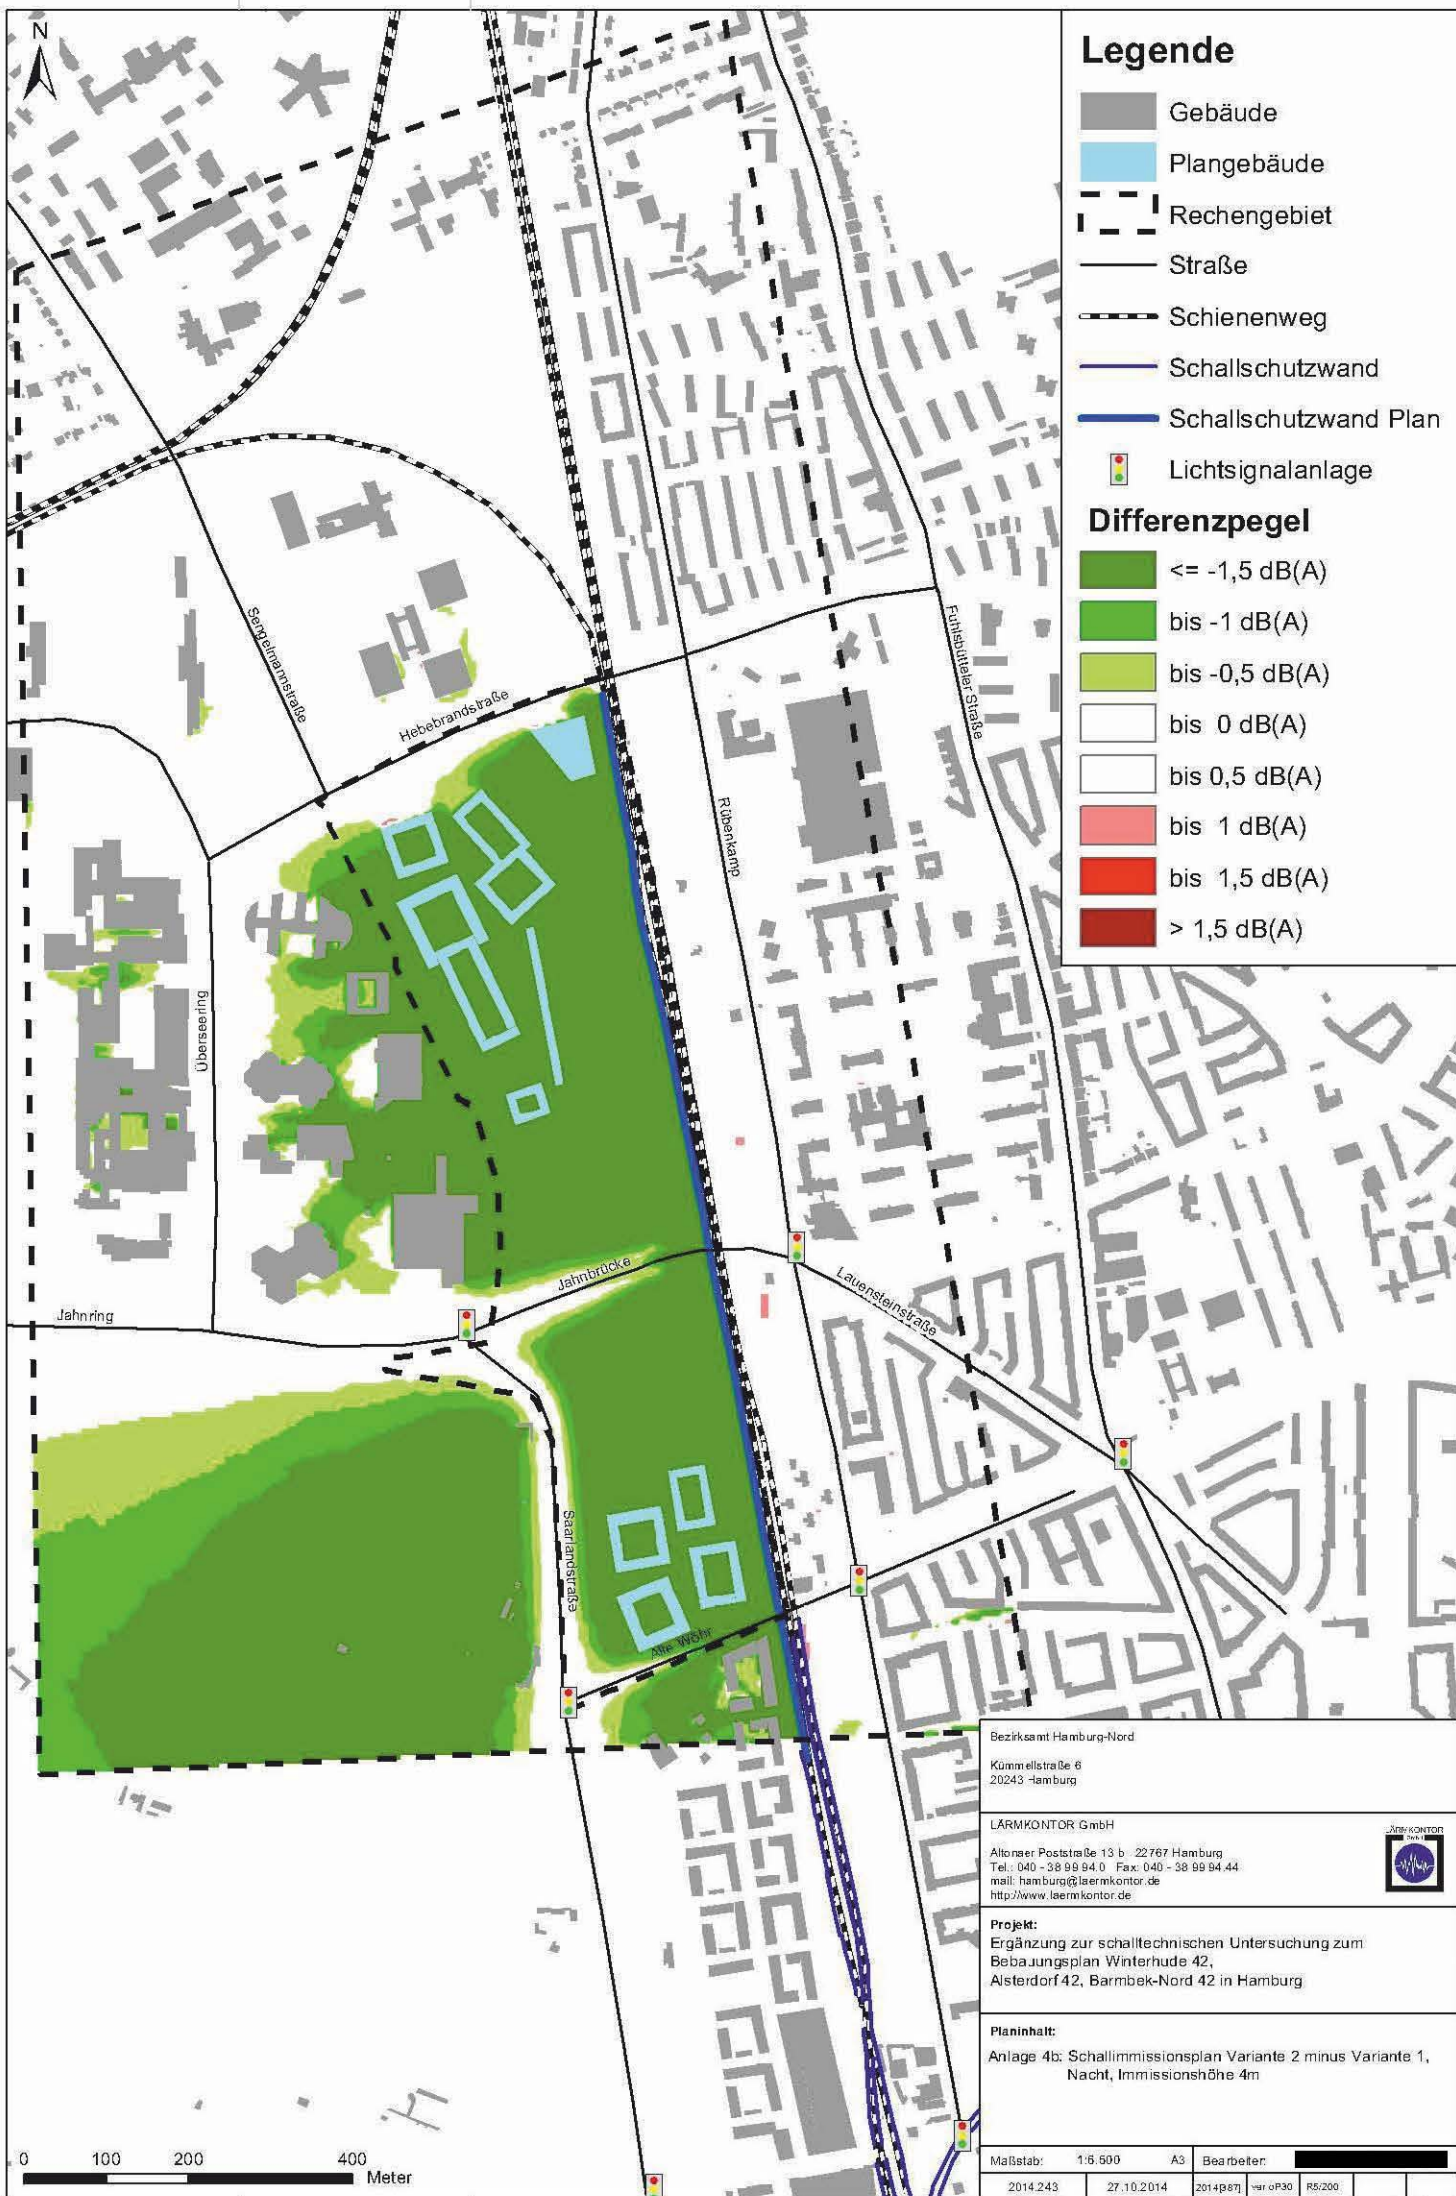 N
Legende
Gebäude
Plangebäude
Rechengebiet
Straße
Schienenweg
Schallschutzwand
Schallschutzwand Plan
Lichtsignalanlage
Differenzpegel
<= -1,5 dB(A)
bis -1 dB(A)
bis -0,5 dB(A)
bis 0 dB(A)
bis 0,5 dB(A)
bis 1 dB(A)
bis 1,5 dB(A)
> 1,5 dB(A)
Sengelmannstraße
Hebebrandstraße
Fuhlsbütteler Straße
Rübenkamp
Überseering
Jahnbrücke
Lauensteinstraße
Jahnring
Saarlandstraße
Alte Wöhr
Bezirksamt Hamburg-Nord
Kümmellstraße 6
20243 Hamburg
LÄRMKONTOR GmbH
Altonaer Poststraße 13 b 22767 Hamburg
Tel.: 040 - 38 99 94.0 Fax: 040 - 38 99 94.44
mail: hamburg@laermkontor.de
http://www.laermkontor.de
LÄRMKONTOR
GmbH
Projekt:
Ergänzung zur schalltechnischen Untersuchung zum
Bebauungsplan Winterhude 42,
Alsterdorf 42, Barmbek-Nord 42 in Hamburg
Planinhalt:
Anlage 4b: Schallimmissionsplan Variante 2 minus Variante 1,
Nacht, Immissionshöhe 4m
0 100 200 400
Meter
Maßstab: 1:6.500 A3 Bearbeiter:
2014.243 27.10.2014 RS/200